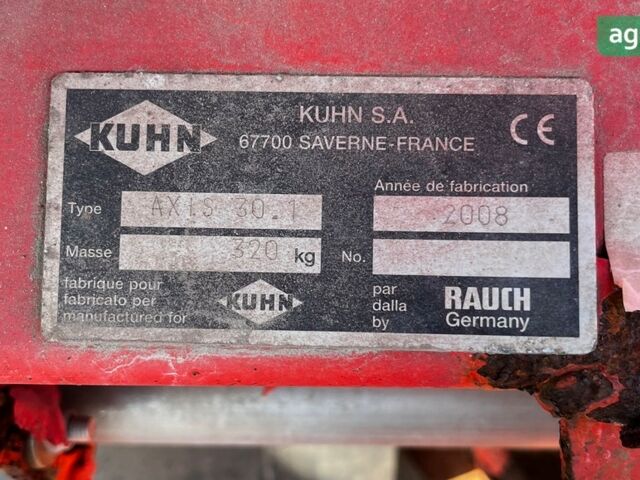 ag
KUHN
KUHN S.A.
67700 SAVERNE-FRANCE
CE
Année de fabrication
Type AXIS 30.1
2008
Masse 320 kg
No.
fabrique pour
fabricato per
manufactured for
KUHN
par
dalla
by
RAUCH
Germany